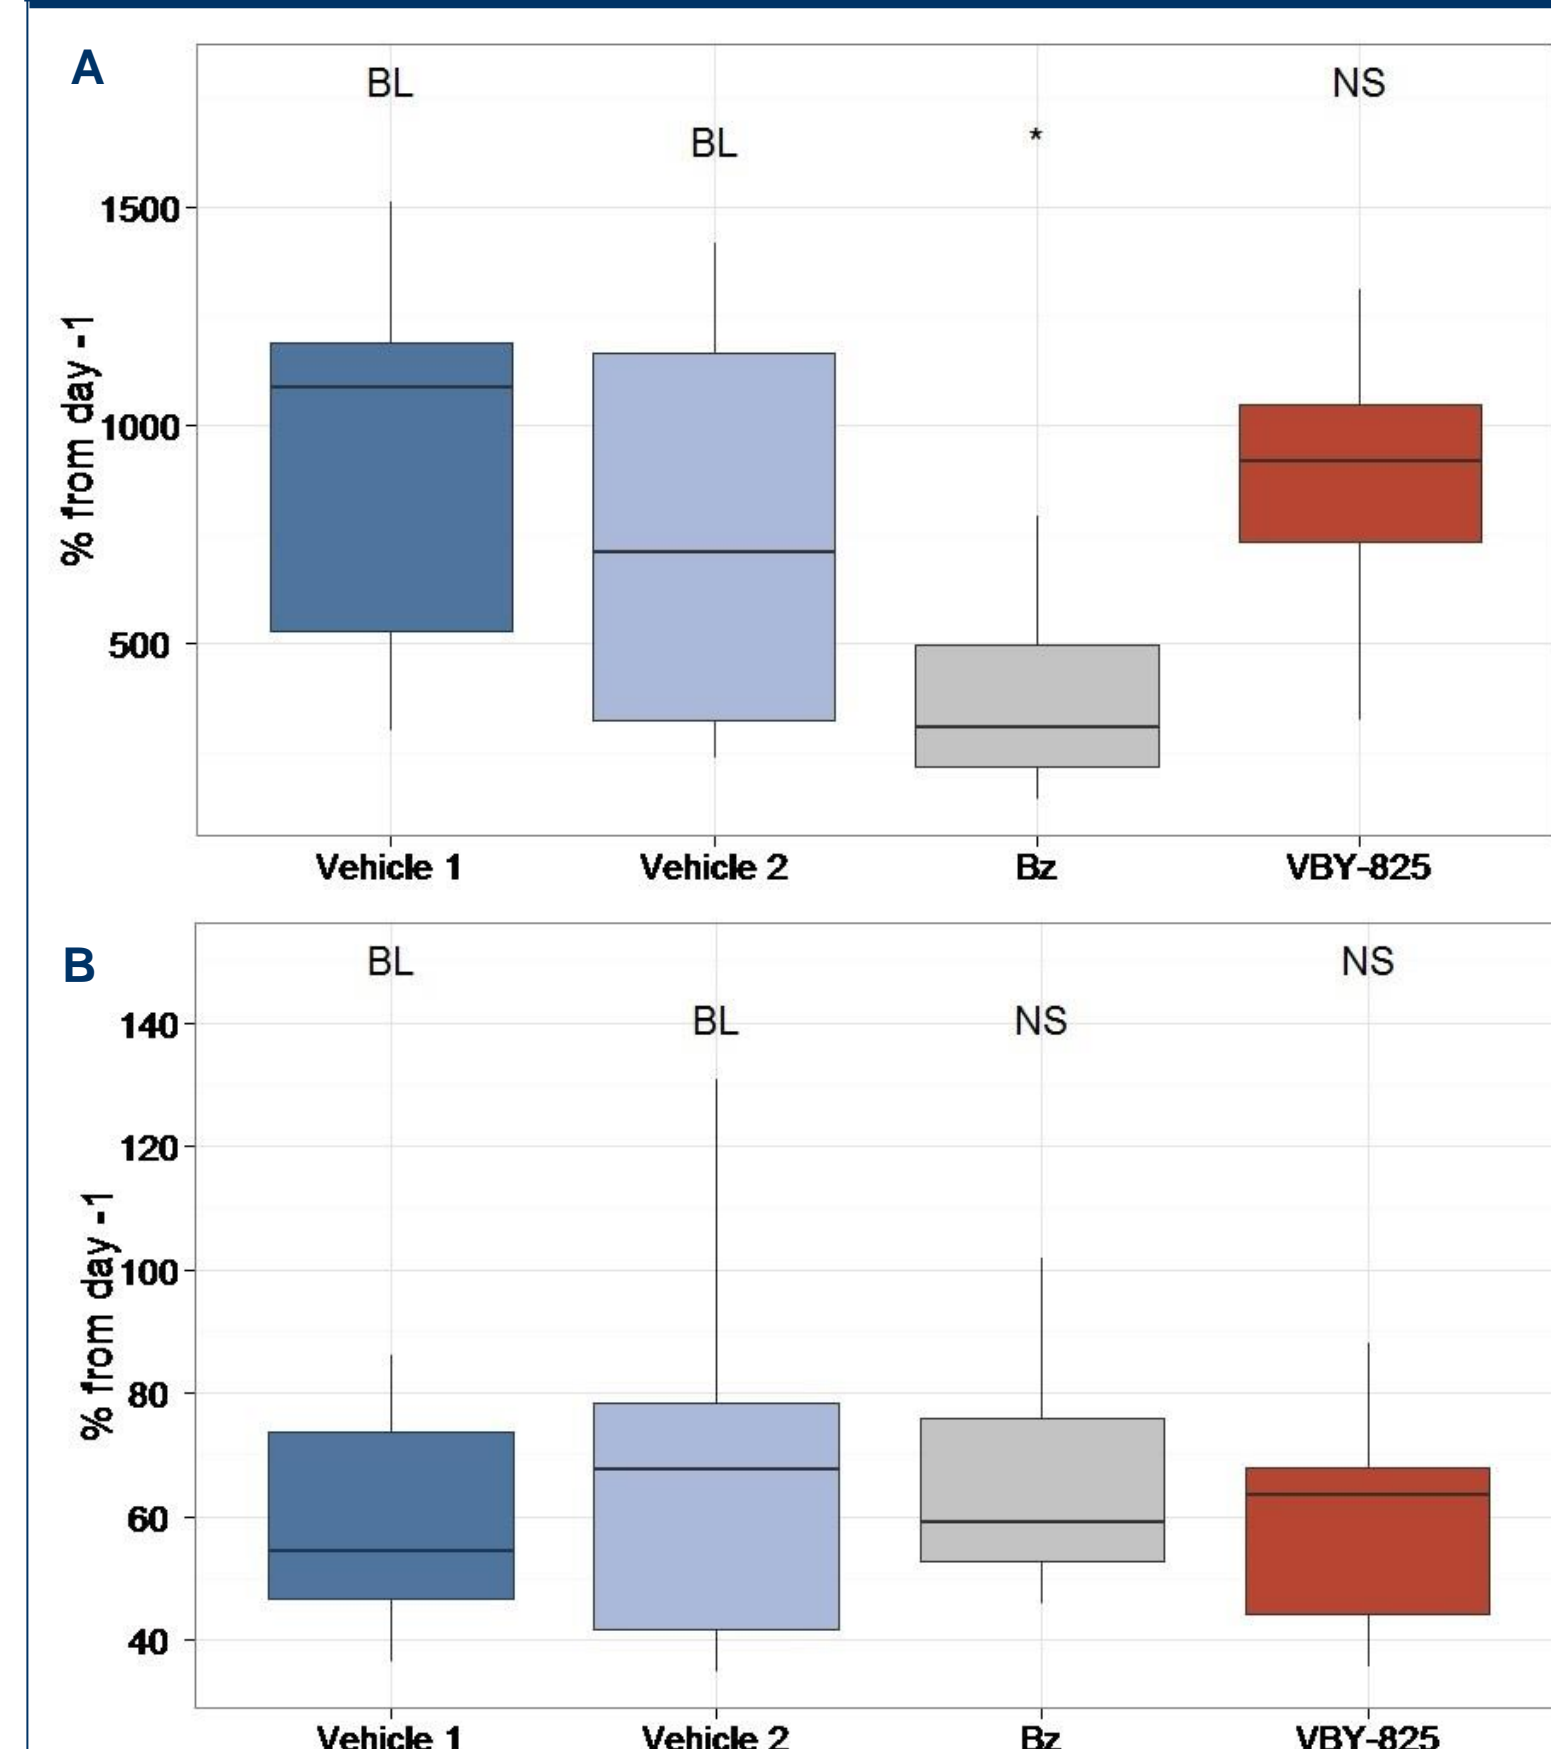 A
BL
NS
BL
*
1500
1000
500
% from day -1
Vehicle 1
Vehicle 2
Bz
VBY-825
B
BL
NS
BL
NS
140
120
100
80
60
40
% from day -1
Vehicle 1
Vehicle 2
Bz
VBY-825